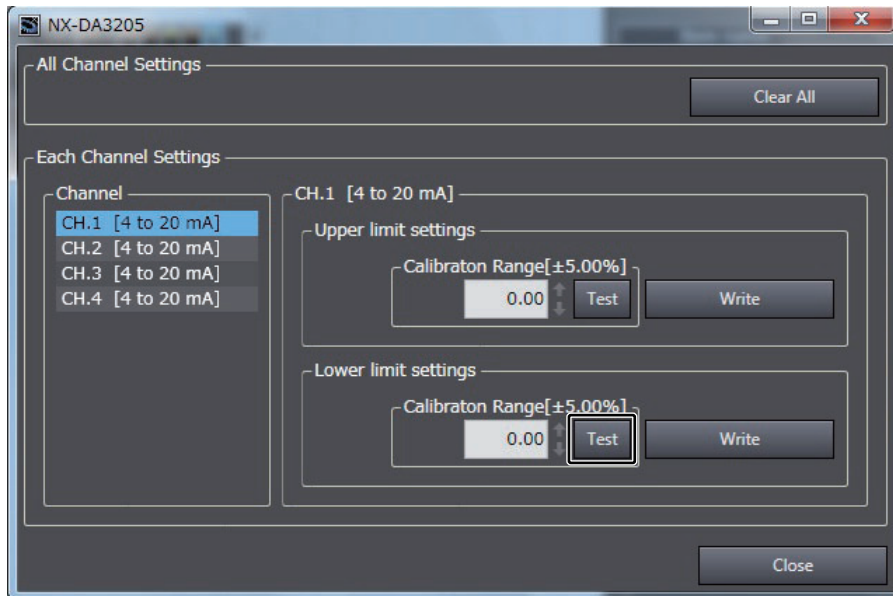 NX-DA3205
All Channel Settings
Clear All
Each Channel Settings
Channel
CH.1 [4 to 20 mA]
CH.2 [4 to 20 mA]
CH.3 [4 to 20 mA]
CH.4 [4 to 20 mA]
CH.1 [4 to 20 mA]
Upper limit settings
Calibraton Range[±5.00%]
0.00 Test Write
Lower limit settings
Calibraton Range[±5.00%]
0.00 Test Write
Close